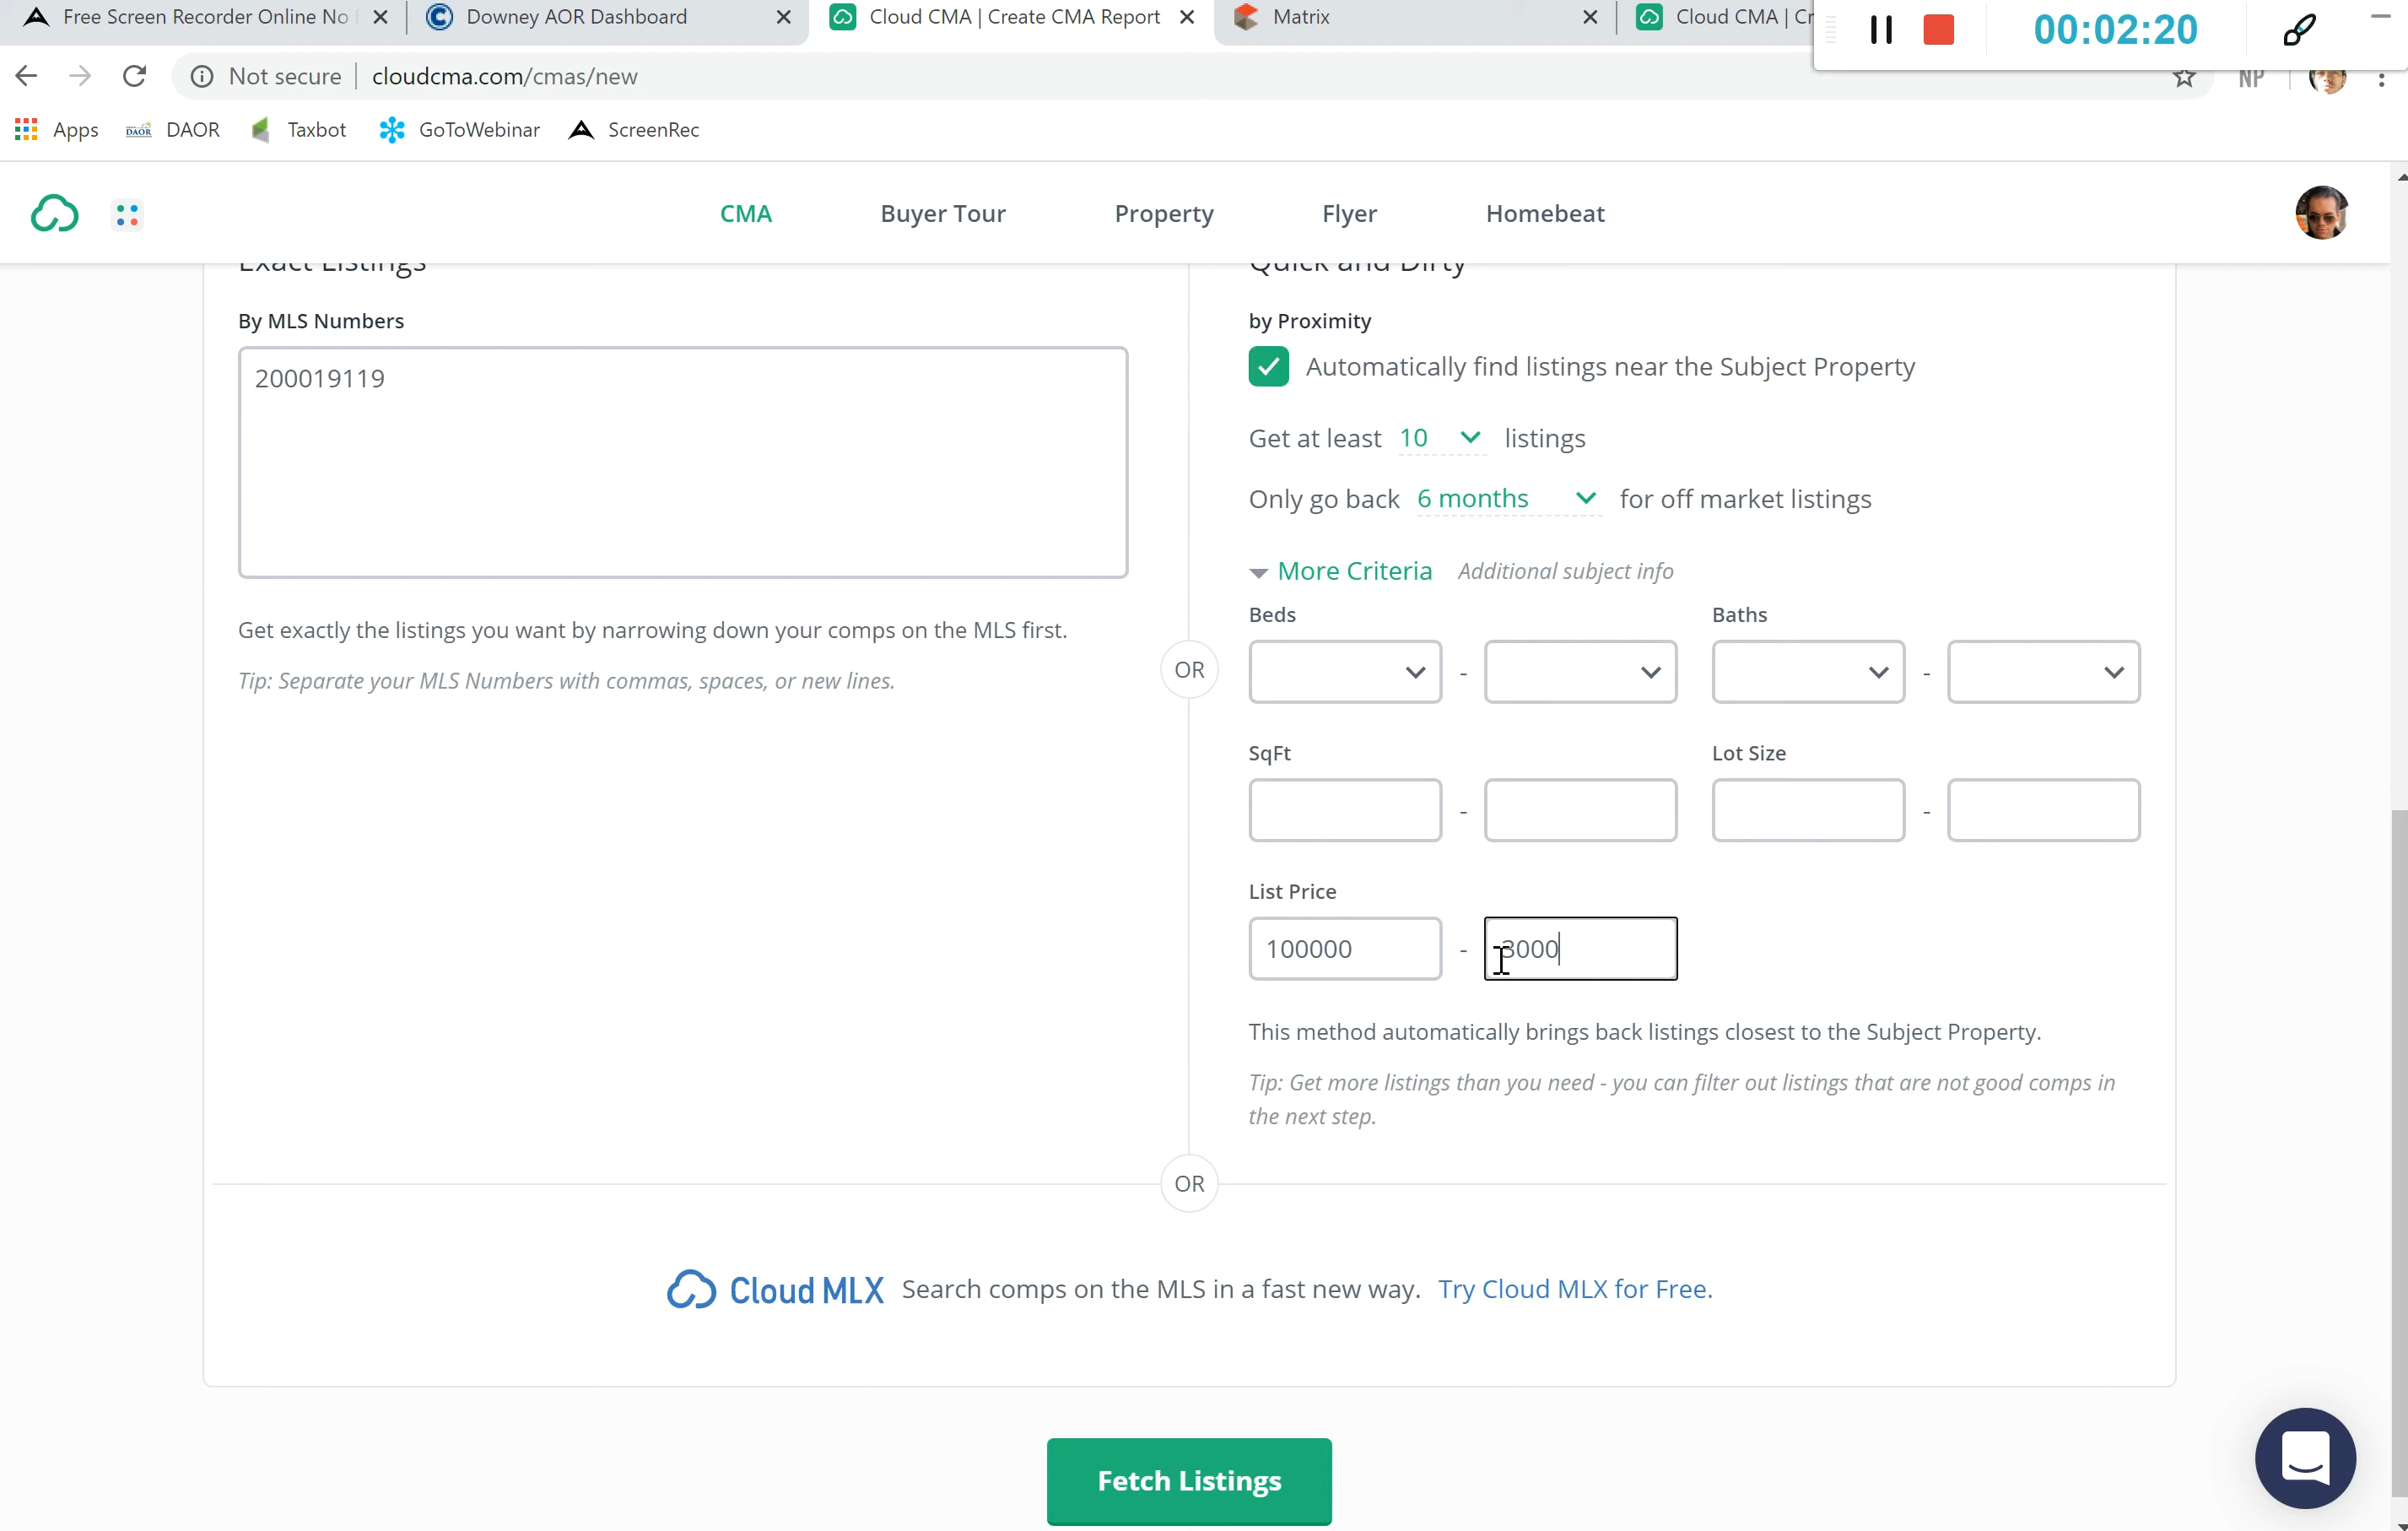 Free Screen Recorder Online No
Downey AOR Dashboard
Cloud CMA | Create CMA Report
Matrix
Cloud CMA | Cr
00:02:20
Not secure
cloudcma.com/cmas/new
NP
Apps
DAOR
DAOR
Taxbot
GoToWebinar
ScreenRec
CMA
Buyer Tour
Property
Flyer
Homebeat
Exact Listings
Quick and Dirty
By MLS Numbers
200019119
Get exactly the listings you want by narrowing down your comps on the MLS first.
Tip: Separate your MLS Numbers with commas, spaces, or new lines.
OR
by Proximity
Automatically find listings near the Subject Property
Get at least 10 listings
Only go back 6 months for off market listings
More Criteria Additional subject info
Beds
Baths
-
-
SqFt
Lot Size
-
-
List Price
100000 - 3000
This method automatically brings back listings closest to the Subject Property.
Tip: Get more listings than you need - you can filter out listings that are not good comps in
the next step.
OR
Cloud MLX Search comps on the MLS in a fast new way. Try Cloud MLX for Free.
Fetch Listings